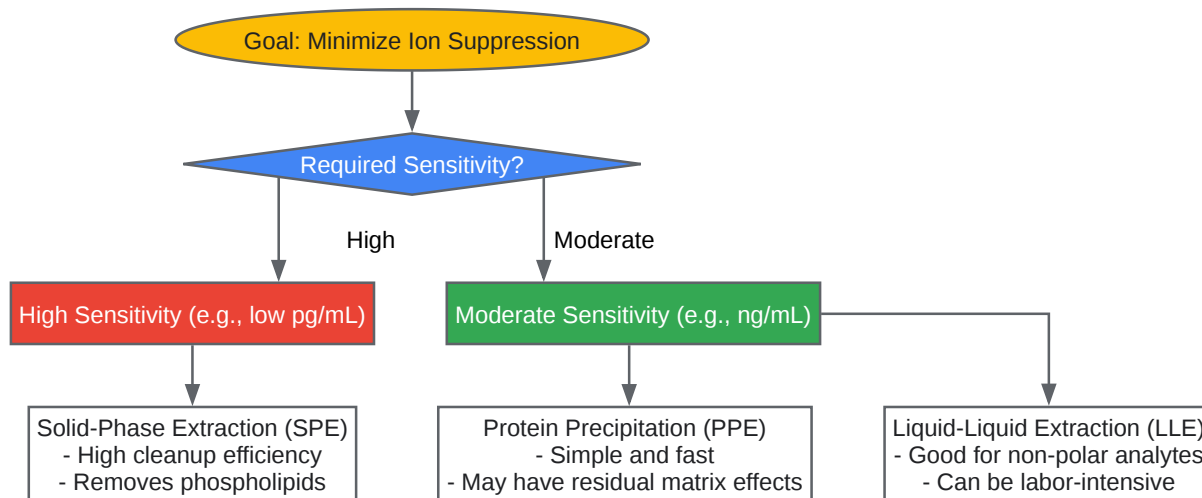 Goal: Minimize Ion Suppression
Required Sensitivity?
High
Moderate
High Sensitivity (e.g., low pg/mL)
Moderate Sensitivity (e.g., ng/mL)
Solid-Phase Extraction (SPE)
- High cleanup efficiency
- Removes phospholipids
Protein Precipitation (PPE)
- Simple and fast
- May have residual matrix effects
Liquid-Liquid Extraction (LLE)
- Good for non-polar analytes
- Can be labor-intensive